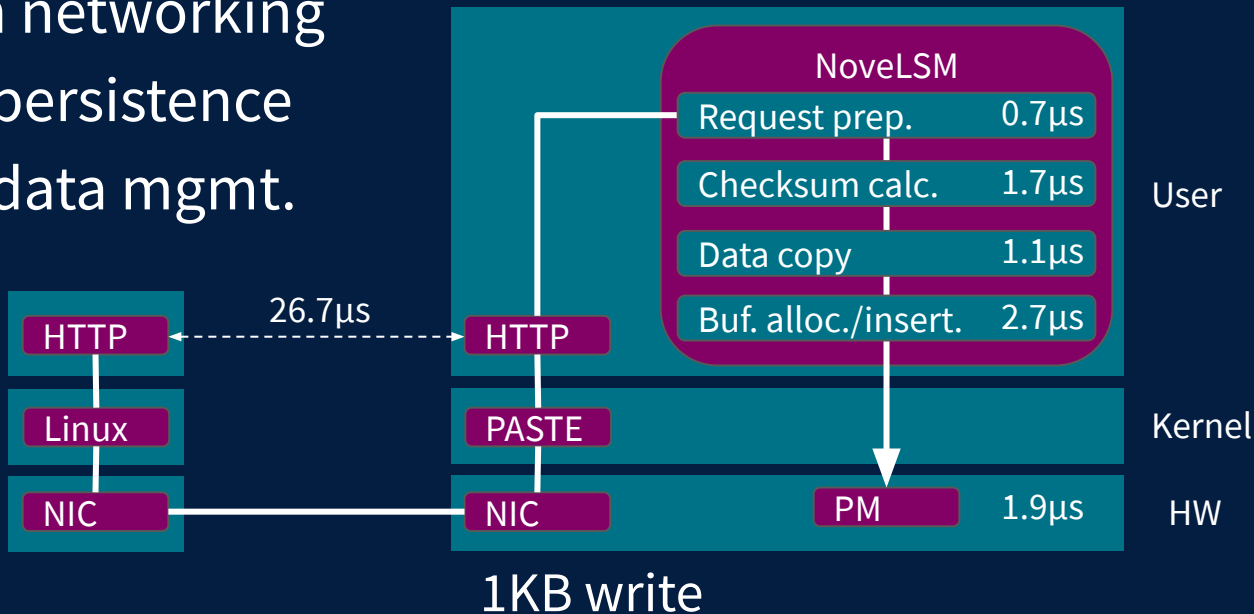 networking
persistence
data mgmt.
NoveLSM
Request prep. 0.7µs
Checksum calc. 1.7µs
Data copy 1.1µs
Buf. alloc./insert. 2.7µs
User
26.7µs
HTTP
HTTP
Linux
PASTE
Kernel
NIC
NIC
PM 1.9µs
HW
1KB write